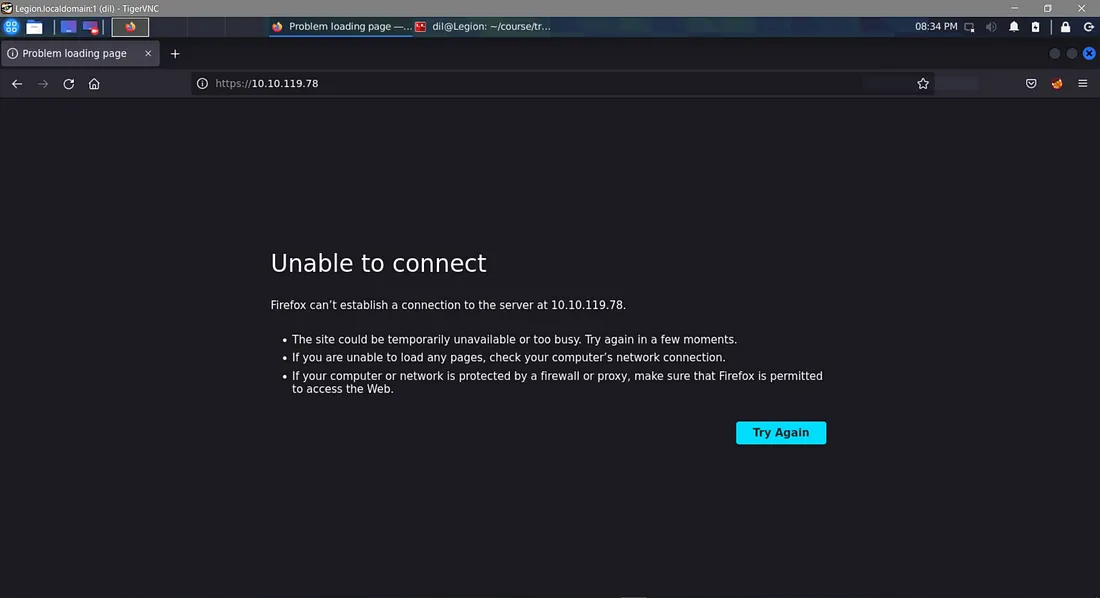 Legion.localdomain:1 (dil) - TigerVNC
Problem loading page —... dil@Legion: ~/course/tr... 08:34 PM
Problem loading page
https://10.10.119.78
Unable to connect
Firefox can’t establish a connection to the server at 10.10.119.78.
• The site could be temporarily unavailable or too busy. Try again in a few moments.
• If you are unable to load any pages, check your computer’s network connection.
• If your computer or network is protected by a firewall or proxy, make sure that Firefox is permitted
to access the Web.
Try Again